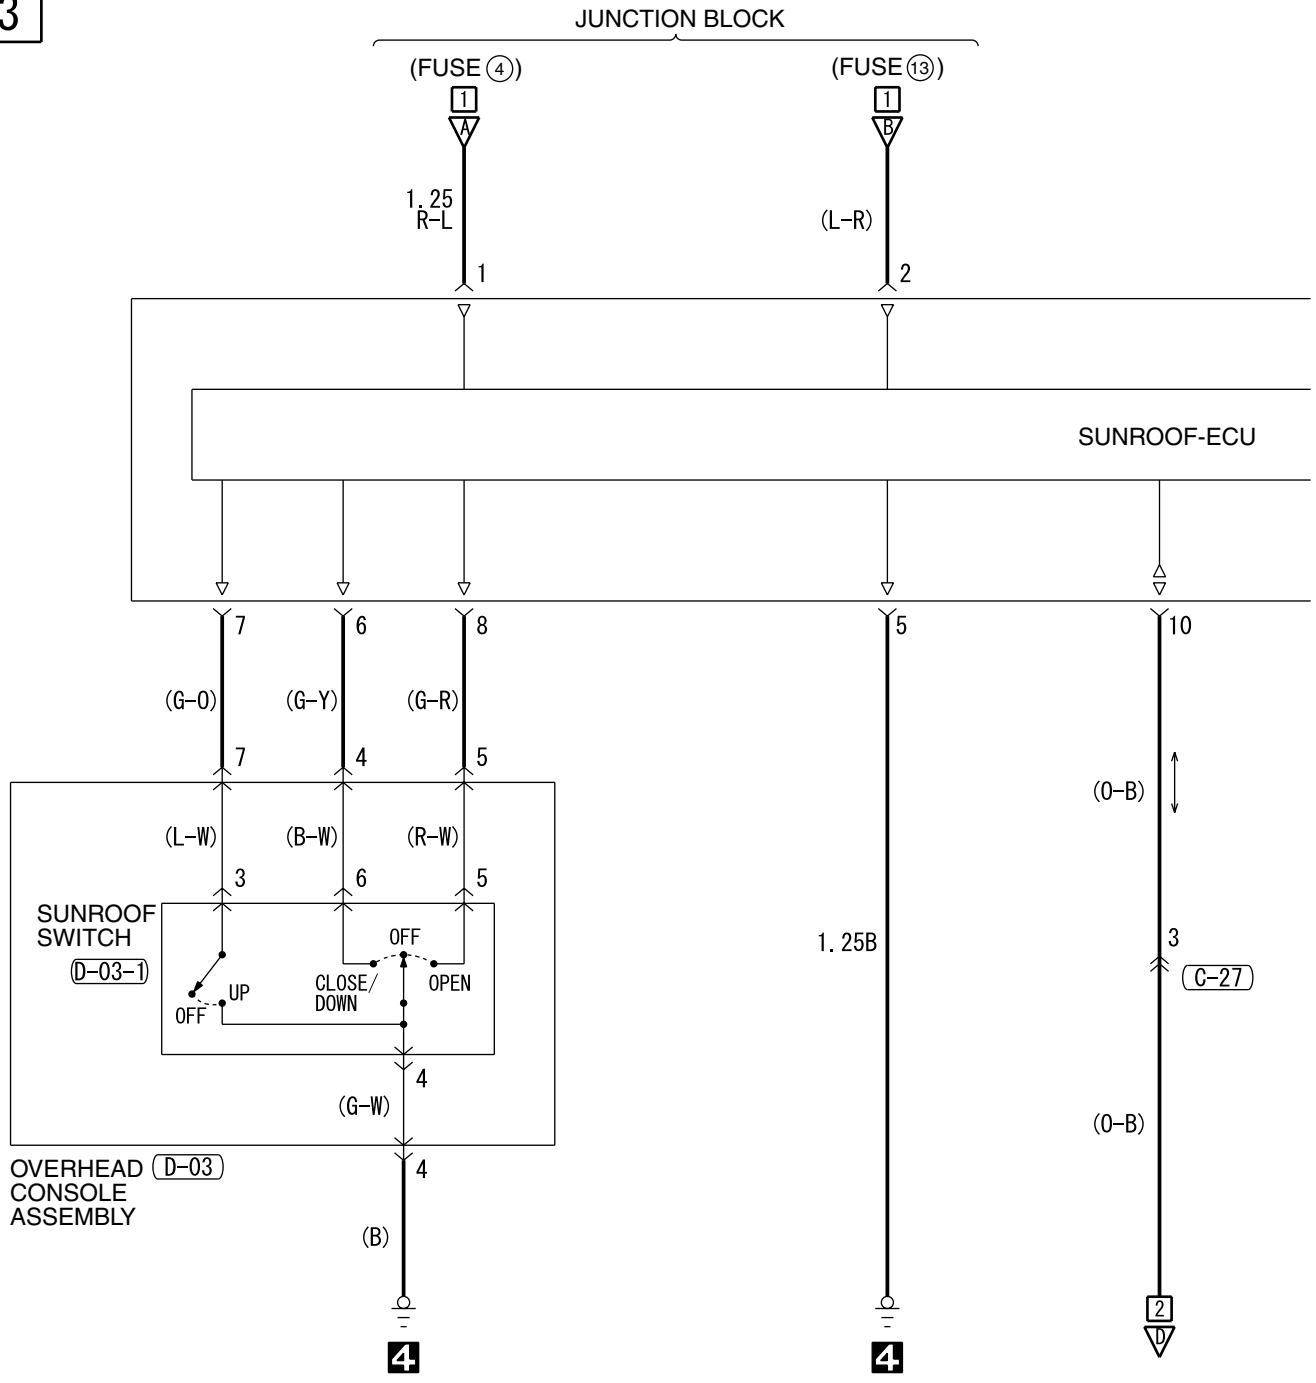 3
JUNCTION BLOCK
(FUSE 4) (FUSE 13)
1 1
A B
1.25
R-L (L-R)
1 2
SUNROOF-ECU
7 6 8 5 10
(G-O) (G-Y) (G-R)
7 4 5
(O-B)
(L-W) (B-W) (R-W)
3 6 5
SUNROOF
SWITCH
D-03-1
OFF
CLOSE/
DOWN
OPEN
UP
OFF
1.25B
3
C-27
4
(G-W)
(O-B)
OVERHEAD D-03
CONSOLE
ASSEMBLY
4
(B)
2
D
4 4